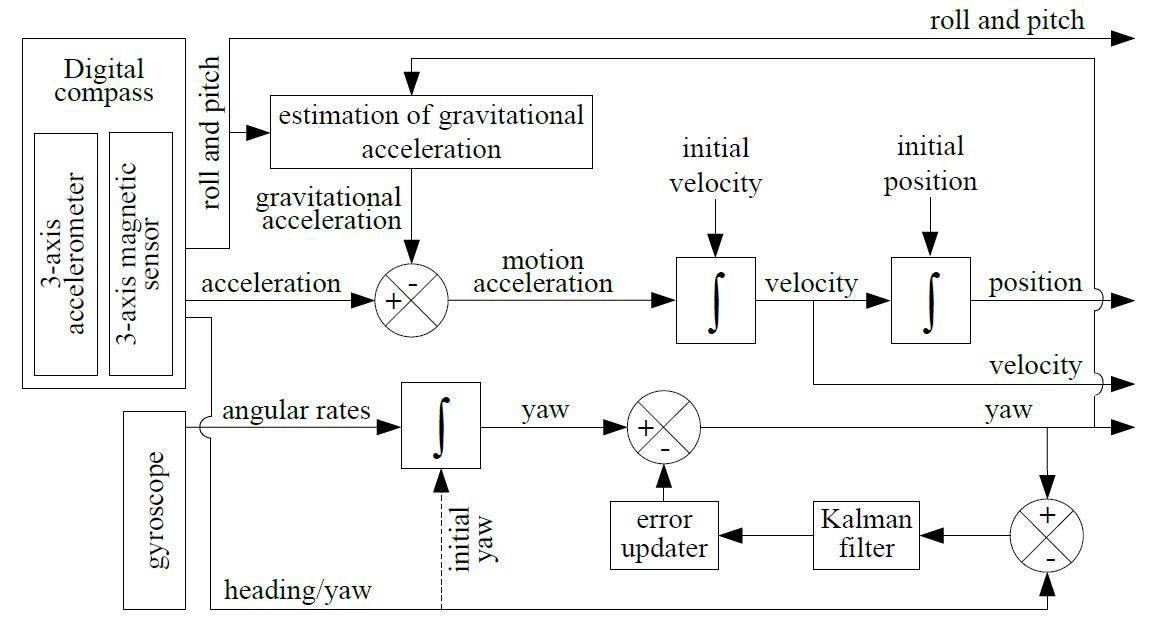 roll and pitch
Digital
compass
roll and pitch
estimation of gravitational
acceleration
3-axis
accelerometer
3-axis magnetic
sensor
gravitational
acceleration
initial
velocity
initial
position
-
+
∫
∫
acceleration
motion
acceleration
velocity
position
velocity
gyroscope
angular rates
∫
yaw
+
-
yaw
initial
yaw
error
updater
Kalman
filter
+
-
heading/yaw